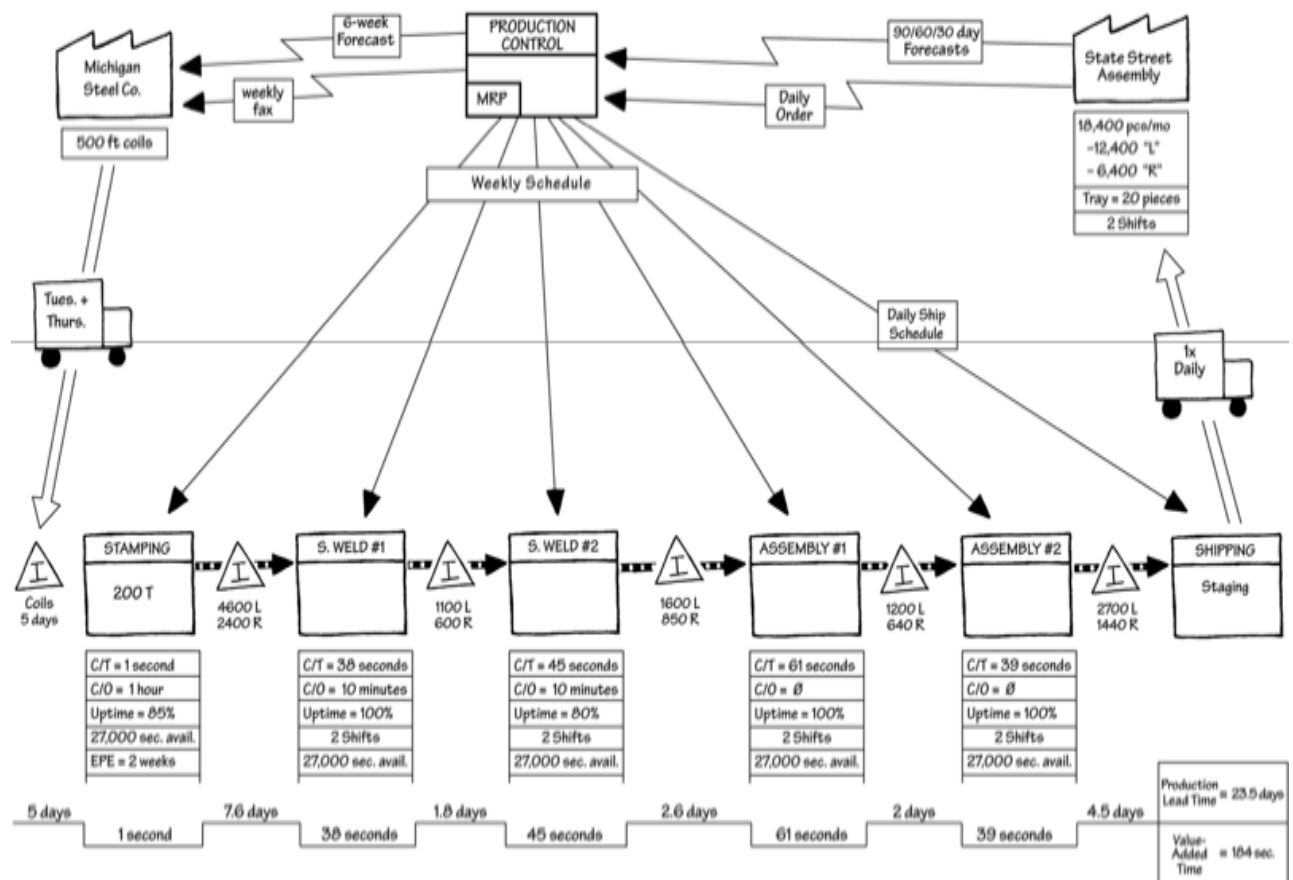 6-week
Forecast
PRODUCTION
CONTROL
90/60/30 day
Forecasts
Michigan
Steel Co.
State Street
Assembly
weekly
fax
MRP
Daily
Order
500 ft coils
18,400 pcs/mo
-12,400 "L"
- 6,400 "R"
Tray = 20 pieces
2 Shifts
Weekly Schedule
Tues. +
Thurs.
Daily Ship
Schedule
1x
Daily
I
Coils
5 days
STAMPING
200 T
I
4600 L
2400 R
S. WELD #1
I
1100 L
600 R
S. WELD #2
I
1600 L
850 R
ASSEMBLY #1
I
1200 L
640 R
ASSEMBLY #2
I
2700 L
1440 R
SHIPPING
Staging
C/T = 1 second
C/O = 1 hour
Uptime = 85%
27,000 sec. avail.
EPE = 2 weeks
C/T = 38 seconds
C/O = 10 minutes
Uptime = 100%
2 Shifts
27,000 sec. avail.
C/T = 45 seconds
C/O = 10 minutes
Uptime = 80%
2 Shifts
27,000 sec. avail.
C/T = 61 seconds
C/O = Ø
Uptime = 100%
2 Shifts
27,000 sec. avail.
C/T = 39 seconds
C/O = Ø
Uptime = 100%
2 Shifts
27,000 sec. avail.
5 days
1 second
7.6 days
38 seconds
1.8 days
45 seconds
2.6 days
61 seconds
2 days
39 seconds
4.5 days
Production
Lead Time = 23.5 days
Value-
Added = 184 sec.
Time